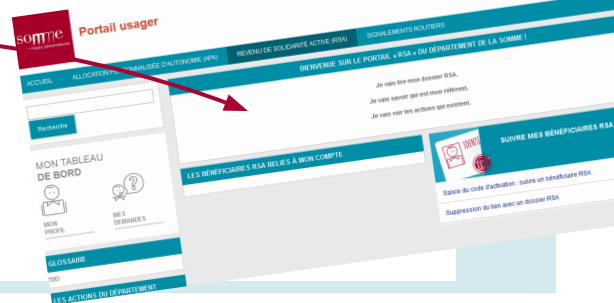 somme
Portail usager
ACCUEIL
ALLOCATION PERSONNALISÉE D'AUTONOMIE (APA)
REVENU DE SOLIDARITÉ ACTIVE (RSA)
SIGNALEMENTS ROUTIERS
BIENVENUE SUR LE PORTAIL « RSA » DU DÉPARTEMENT DE LA SOMME !
Je vais lire mon dossier RSA.
Je vais savoir qui est mon référent.
Je vais voir les actions qui existent.
Recherche
MON TABLEAU
DE BORD
MON
PROFIL
MES
DEMANDES
LES BÉNÉFICIAIRES RSA RELIÉS À MON COMPTE
IDENTI
SUIVRE MES BÉNÉFICIAIRES RSA
Saisie du code d'activation : suivre un bénéficiaire RSA
Suppression du lien avec un dossier RSA
GLOSSAIRE
LES ACTIONS DU DÉPARTEMENT